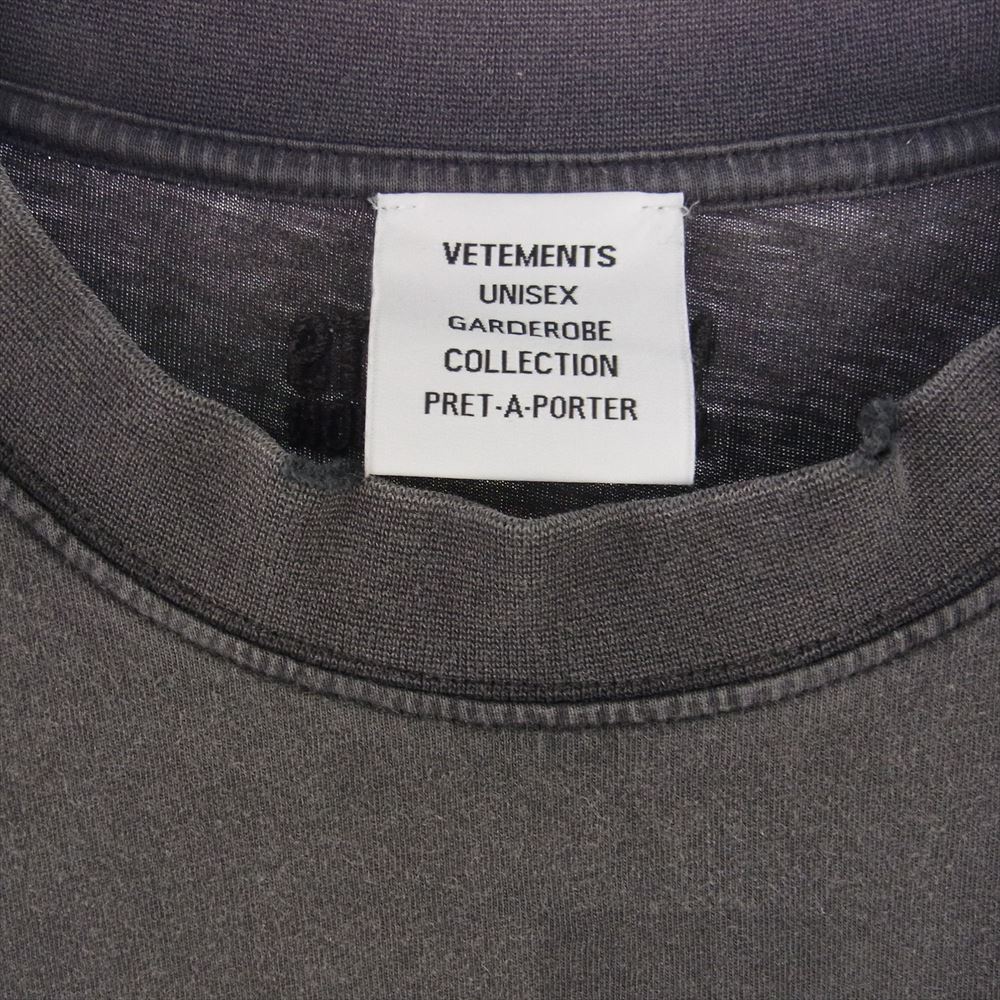 VETEMENTS
UNISEX
GARDEROBE
COLLECTION
PRET-A-PORTER